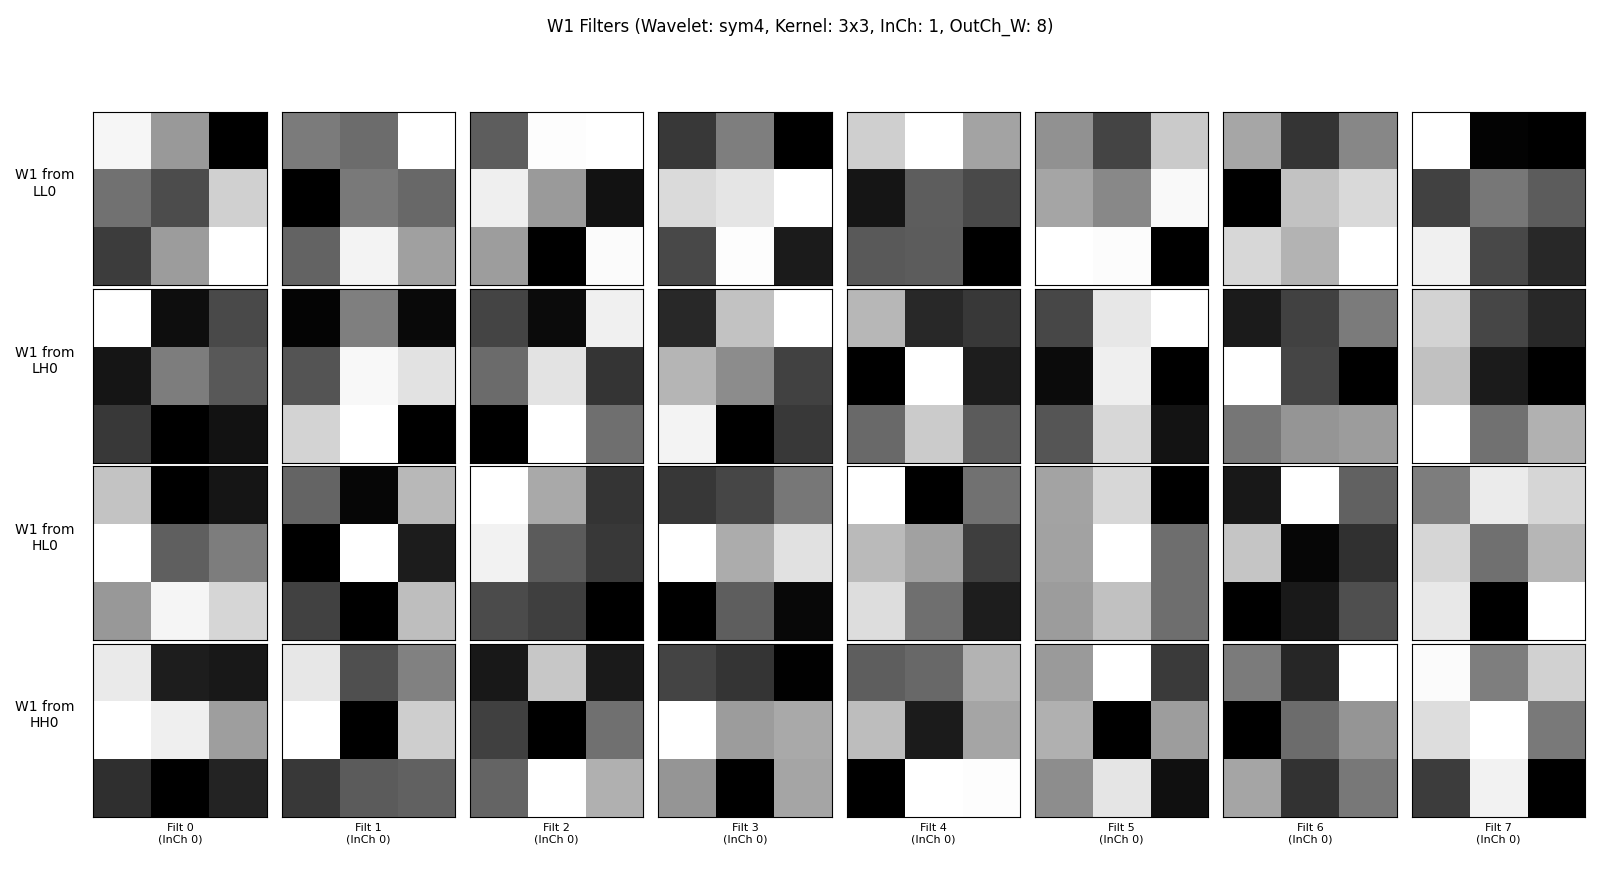 W1 Filters (Wavelet: sym4, Kernel: 3x3, InCh: 1, OutCh_W: 8)
W1 from
LL0
W1 from
LH0
W1 from
HL0
W1 from
HH0
Filt 0
(InCh 0)
Filt 1
(InCh 0)
Filt 2
(InCh 0)
Filt 3
(InCh 0)
Filt 4
(InCh 0)
Filt 5
(InCh 0)
Filt 6
(InCh 0)
Filt 7
(InCh 0)